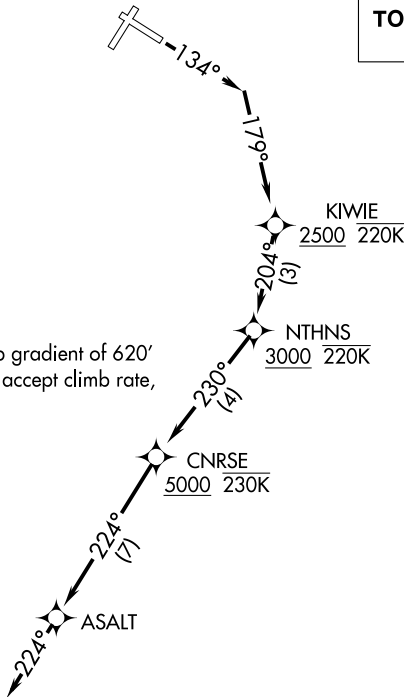 TO
134°
179°
KIWIE
2500 220K
204°
(3)
NTHNS
3000 220K
gradient of 620'
accept climb rate,
230°
(4)
CNRSE
5000 230K
224°
(7)
ASALT
224°